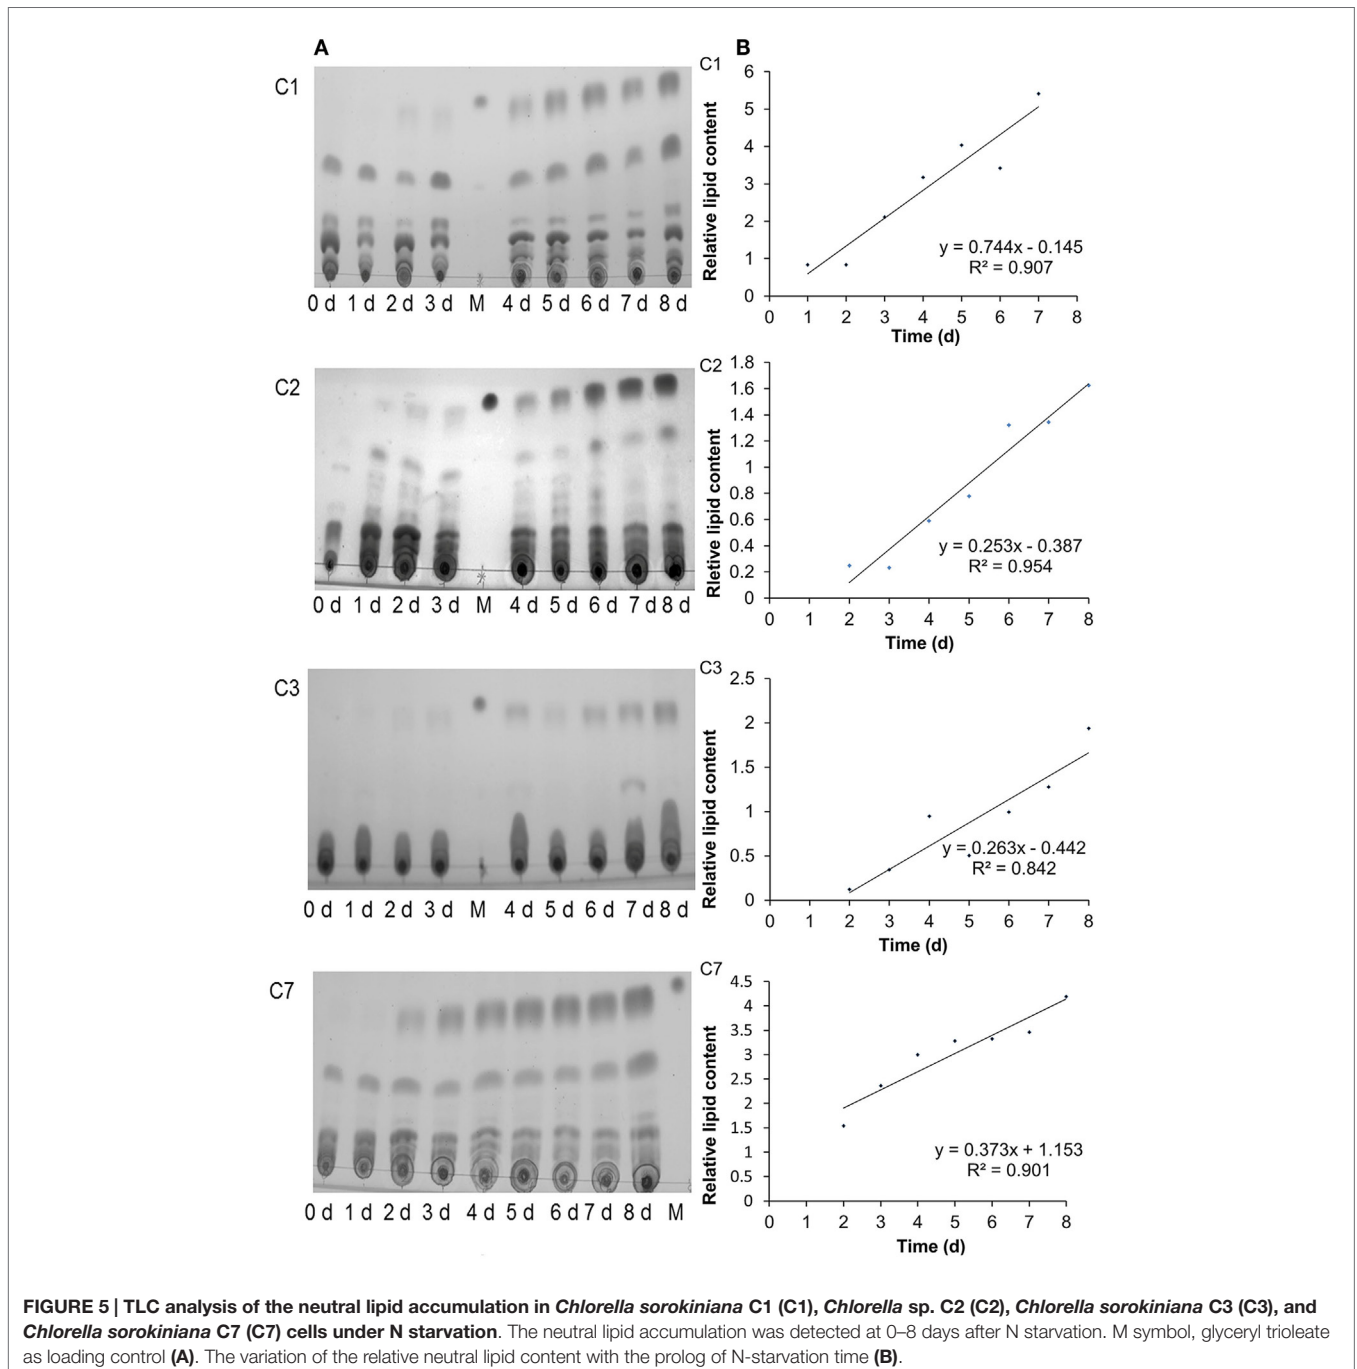 A
B
C1
0 d 1 d 2 d 3 d M 4 d 5 d 6 d 7 d 8 d
C1
Relative lipid content
6
5
4
3
2
1
0
y = 0.744x - 0.145
R² = 0.907
0 1 2 3 4 5 6 7 8
Time (d)
C2
0 d 1 d 2 d 3 d M 4 d 5 d 6 d 7 d 8 d
C2
Rletive lipid content
1.8
1.6
1.4
1.2
1
0.8
0.6
0.4
0.2
0
y = 0.253x - 0.387
R² = 0.954
0 1 2 3 4 5 6 7 8
Time (d)
C3
0 d 1 d 2 d 3 d M 4 d 5 d 6 d 7 d 8 d
C3
Relative lipid content
2.5
2
1.5
1
0.5
0
y = 0.263x - 0.442
R² = 0.842
0 1 2 3 4 5 6 7 8
Time (d)
C7
0 d 1 d 2 d 3 d 4 d 5 d 6 d 7 d 8 d M
C7
Relative lipid content
4.5
4
3.5
3
2.5
2
1.5
1
0.5
0
y = 0.373x + 1.153
R² = 0.901
0 1 2 3 4 5 6 7 8
Time (d)
FIGURE 5 | TLC analysis of the neutral lipid accumulation in Chlorella sorokiniana C1 (C1), Chlorella sp. C2 (C2), Chlorella sorokiniana C3 (C3), and
Chlorella sorokiniana C7 (C7) cells under N starvation. The neutral lipid accumulation was detected at 0–8 days after N starvation. M symbol, glyceryl trioleate
as loading control (A). The variation of the relative neutral lipid content with the prolog of N-starvation time (B).